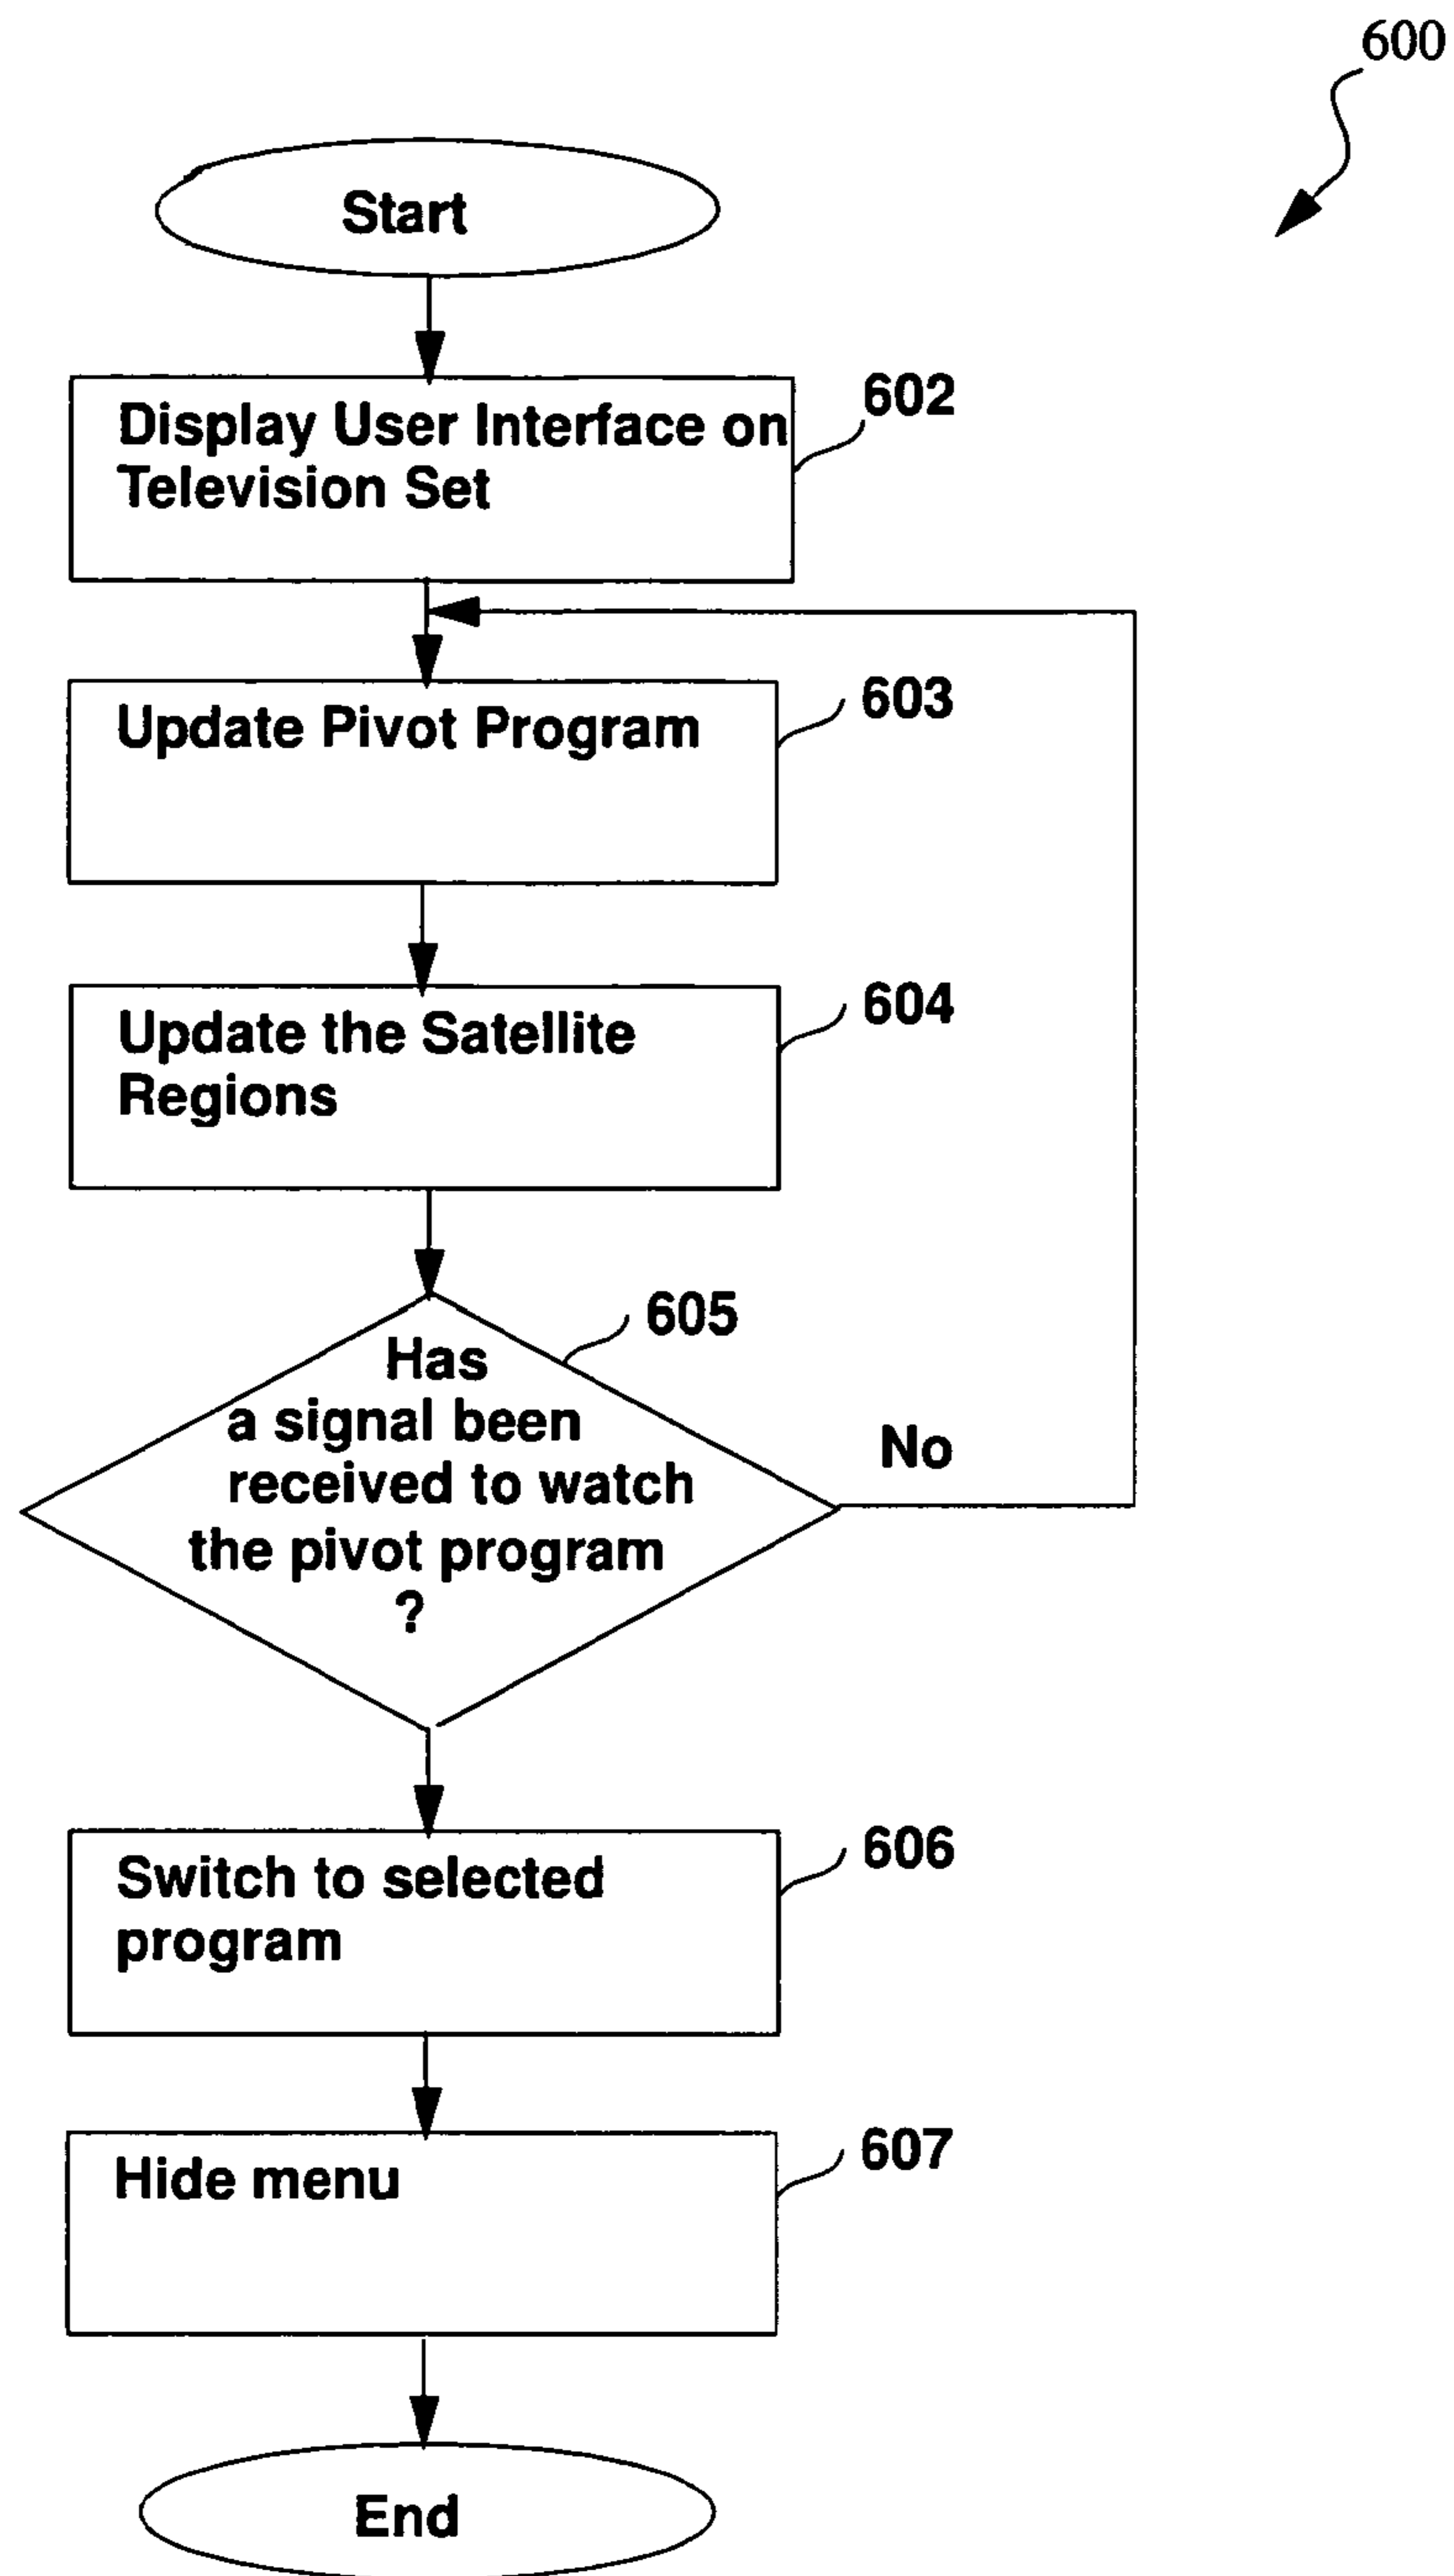 600
Start
Display User Interface on
Television Set
602
Update Pivot Program
603
Update the Satellite
Regions
604
605
Has
a signal been
received to watch
the pivot program
?
No
Switch to selected
program
606
Hide menu
607
End